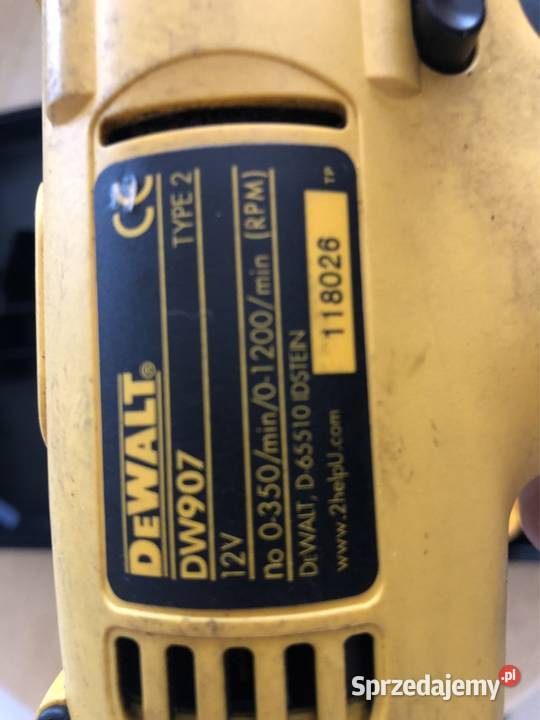 DEWALT®
DW907 TYPE 2 CE
12V
no 0-350/min/0-1200/min (RPM)
DEWALT, D-65510 IDSTEIN
www.2helpU.com
118026
TP
Sprzedajemy.pl